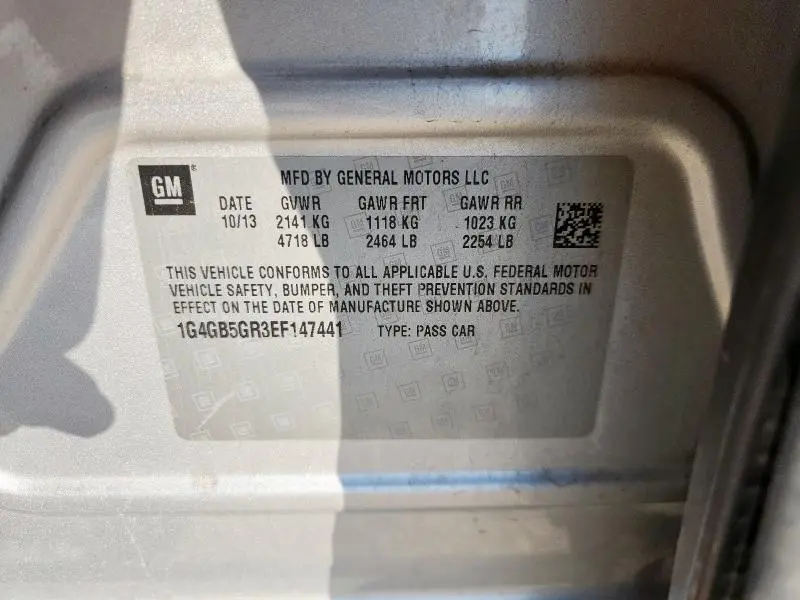 GM
MFD BY GENERAL MOTORS LLC
DATE GVWR GAWR FRT GAWR RR
10/13 2141 KG 1118 KG 1023 KG
4718 LB 2464 LB 2254 LB
THIS VEHICLE CONFORMS TO ALL APPLICABLE U.S. FEDERAL MOTOR
VEHICLE SAFETY, BUMPER, AND THEFT PREVENTION STANDARDS IN
EFFECT ON THE DATE OF MANUFACTURE SHOWN ABOVE.
1G4GB5GR3EF147441 TYPE: PASS CAR